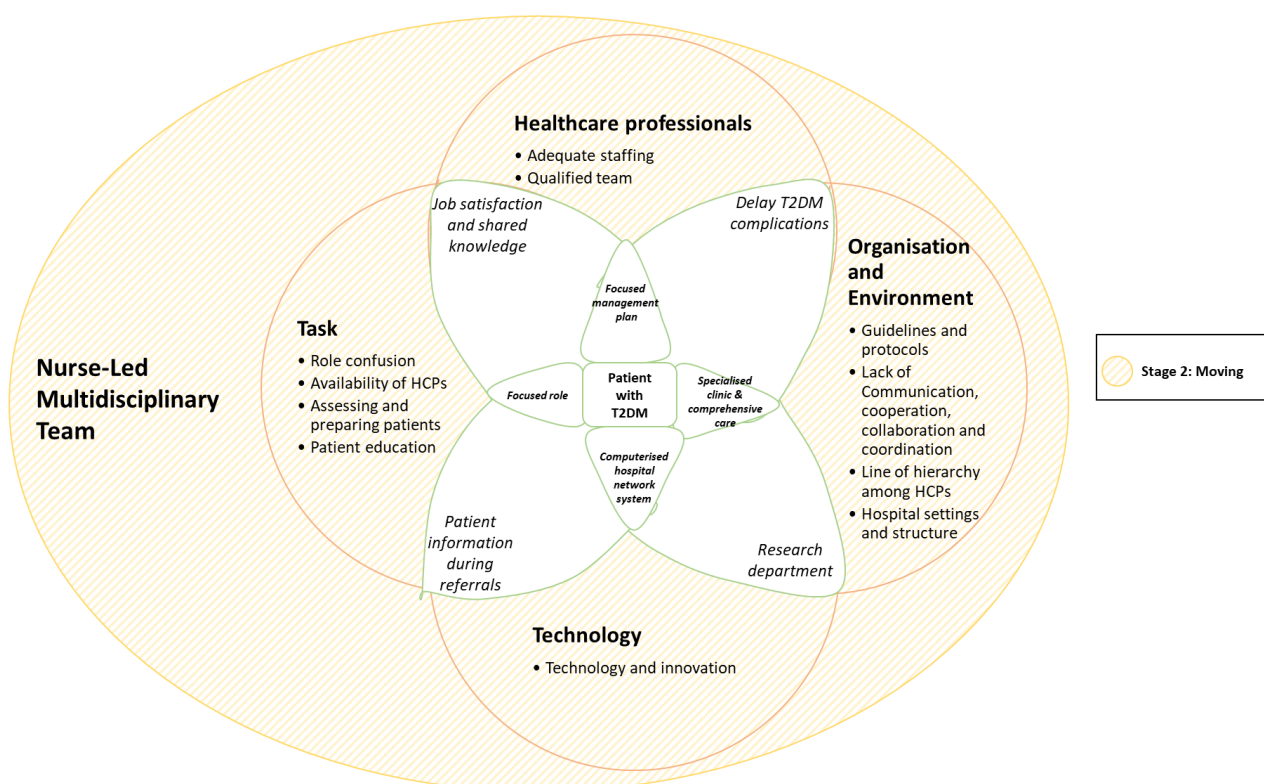 Healthcare professionals
• Adequate staffing
• Qualified team
Job satisfaction
and shared
knowledge
Delay T2DM
complications
Organisation
and
Environment
• Guidelines and
protocols
• Lack of
Communication,
cooperation,
collaboration and
coordination
• Line of hierarchy
among HCPs
• Hospital settings
and structure
Focused
management
plan
Task
• Role confusion
• Availability of HCPs
• Assessing and
preparing patients
• Patient education
Nurse-Led
Multidisciplinary
Team
Focused role
Patient
with
T2DM
Specialised
clinic &
comprehensive
care
Computerised
hospital
network
system
Patient
information
during
referrals
Research
department
Technology
• Technology and innovation
Stage 2: Moving